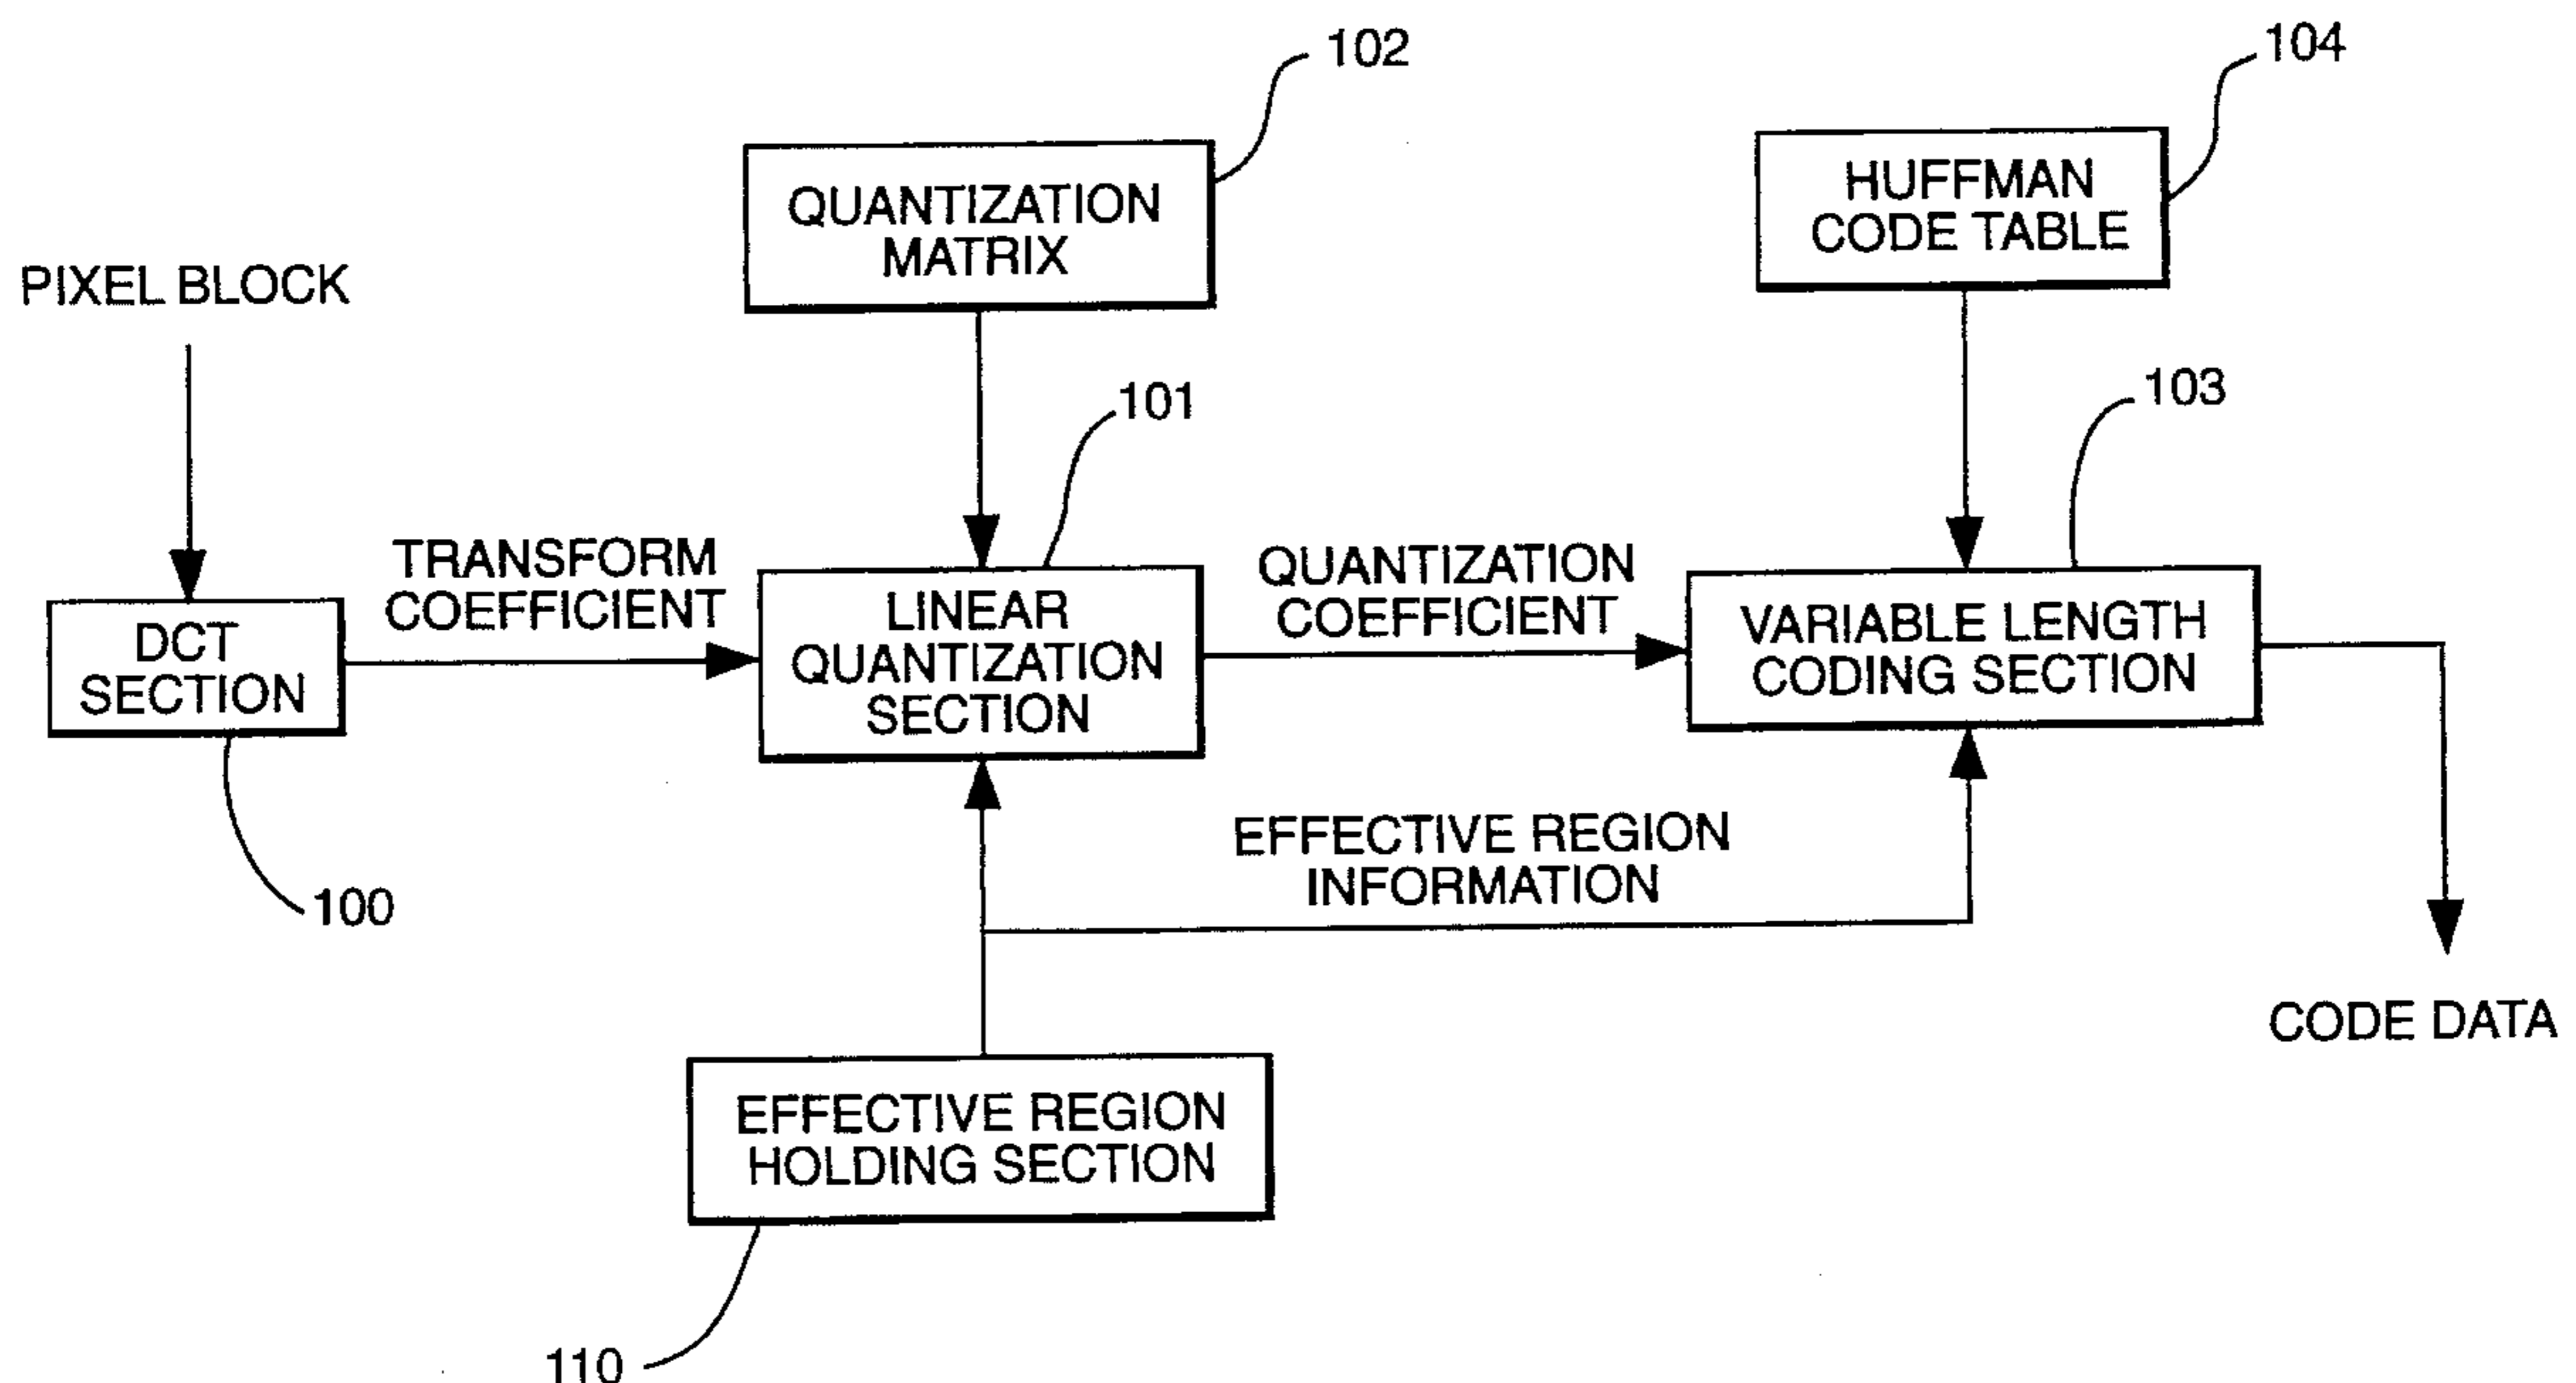 102
104
QUANTIZATION
MATRIX
HUFFMAN
CODE TABLE
PIXEL BLOCK
101
103
TRANSFORM
COEFFICIENT
QUANTIZATION
COEFFICIENT
DCT
SECTION
LINEAR
QUANTIZATION
SECTION
VARIABLE LENGTH
CODING SECTION
100
EFFECTIVE REGION
INFORMATION
CODE DATA
EFFECTIVE REGION
HOLDING SECTION
110